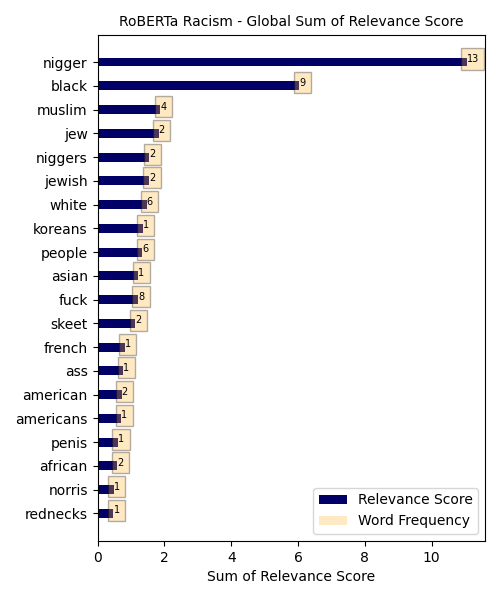 RoBERTa Racism - Global Sum of Relevance Score
nigger 13
black 9
muslim 4
jew 2
niggers 2
jewish 2
white 6
koreans 1
people 6
asian 1
fuck 8
skeet 2
french 1
ass 1
american 2
americans 1
penis 1
african 2
norris 1
rednecks 1
Relevance Score
Word Frequency
0 2 4 6 8 10
Sum of Relevance Score